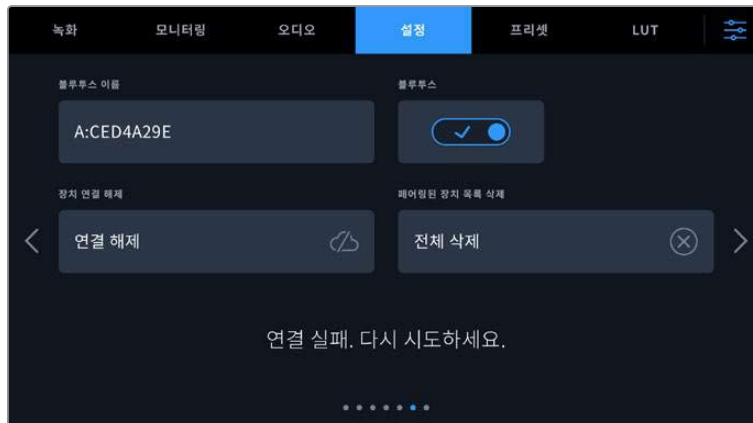 녹화 모니터링 오디오 설정 프리셋 LUT
블루투스 이름 블루투스
A:CED4A29E
장치 연결 해제 페어링된 장치 목록 삭제
연결 해제 전체 삭제
연결 실패. 다시 시도하세요.